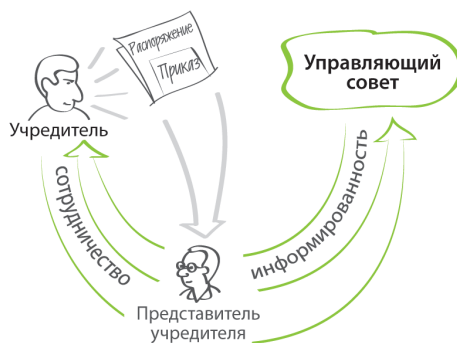 Распоряжение
Приказ
Управляющий
совет
Учредитель
сотрудничество
информированность
Представитель
учредителя